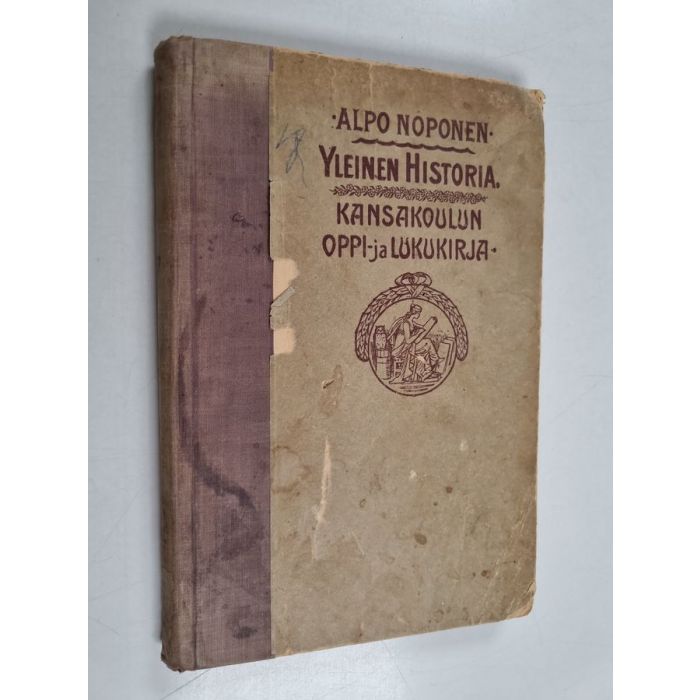 ·ALPO NOPONEN·
YLEINEN HISTORIA.
KANSAKOULUN
OPPI-ja LUKUKIRJA·